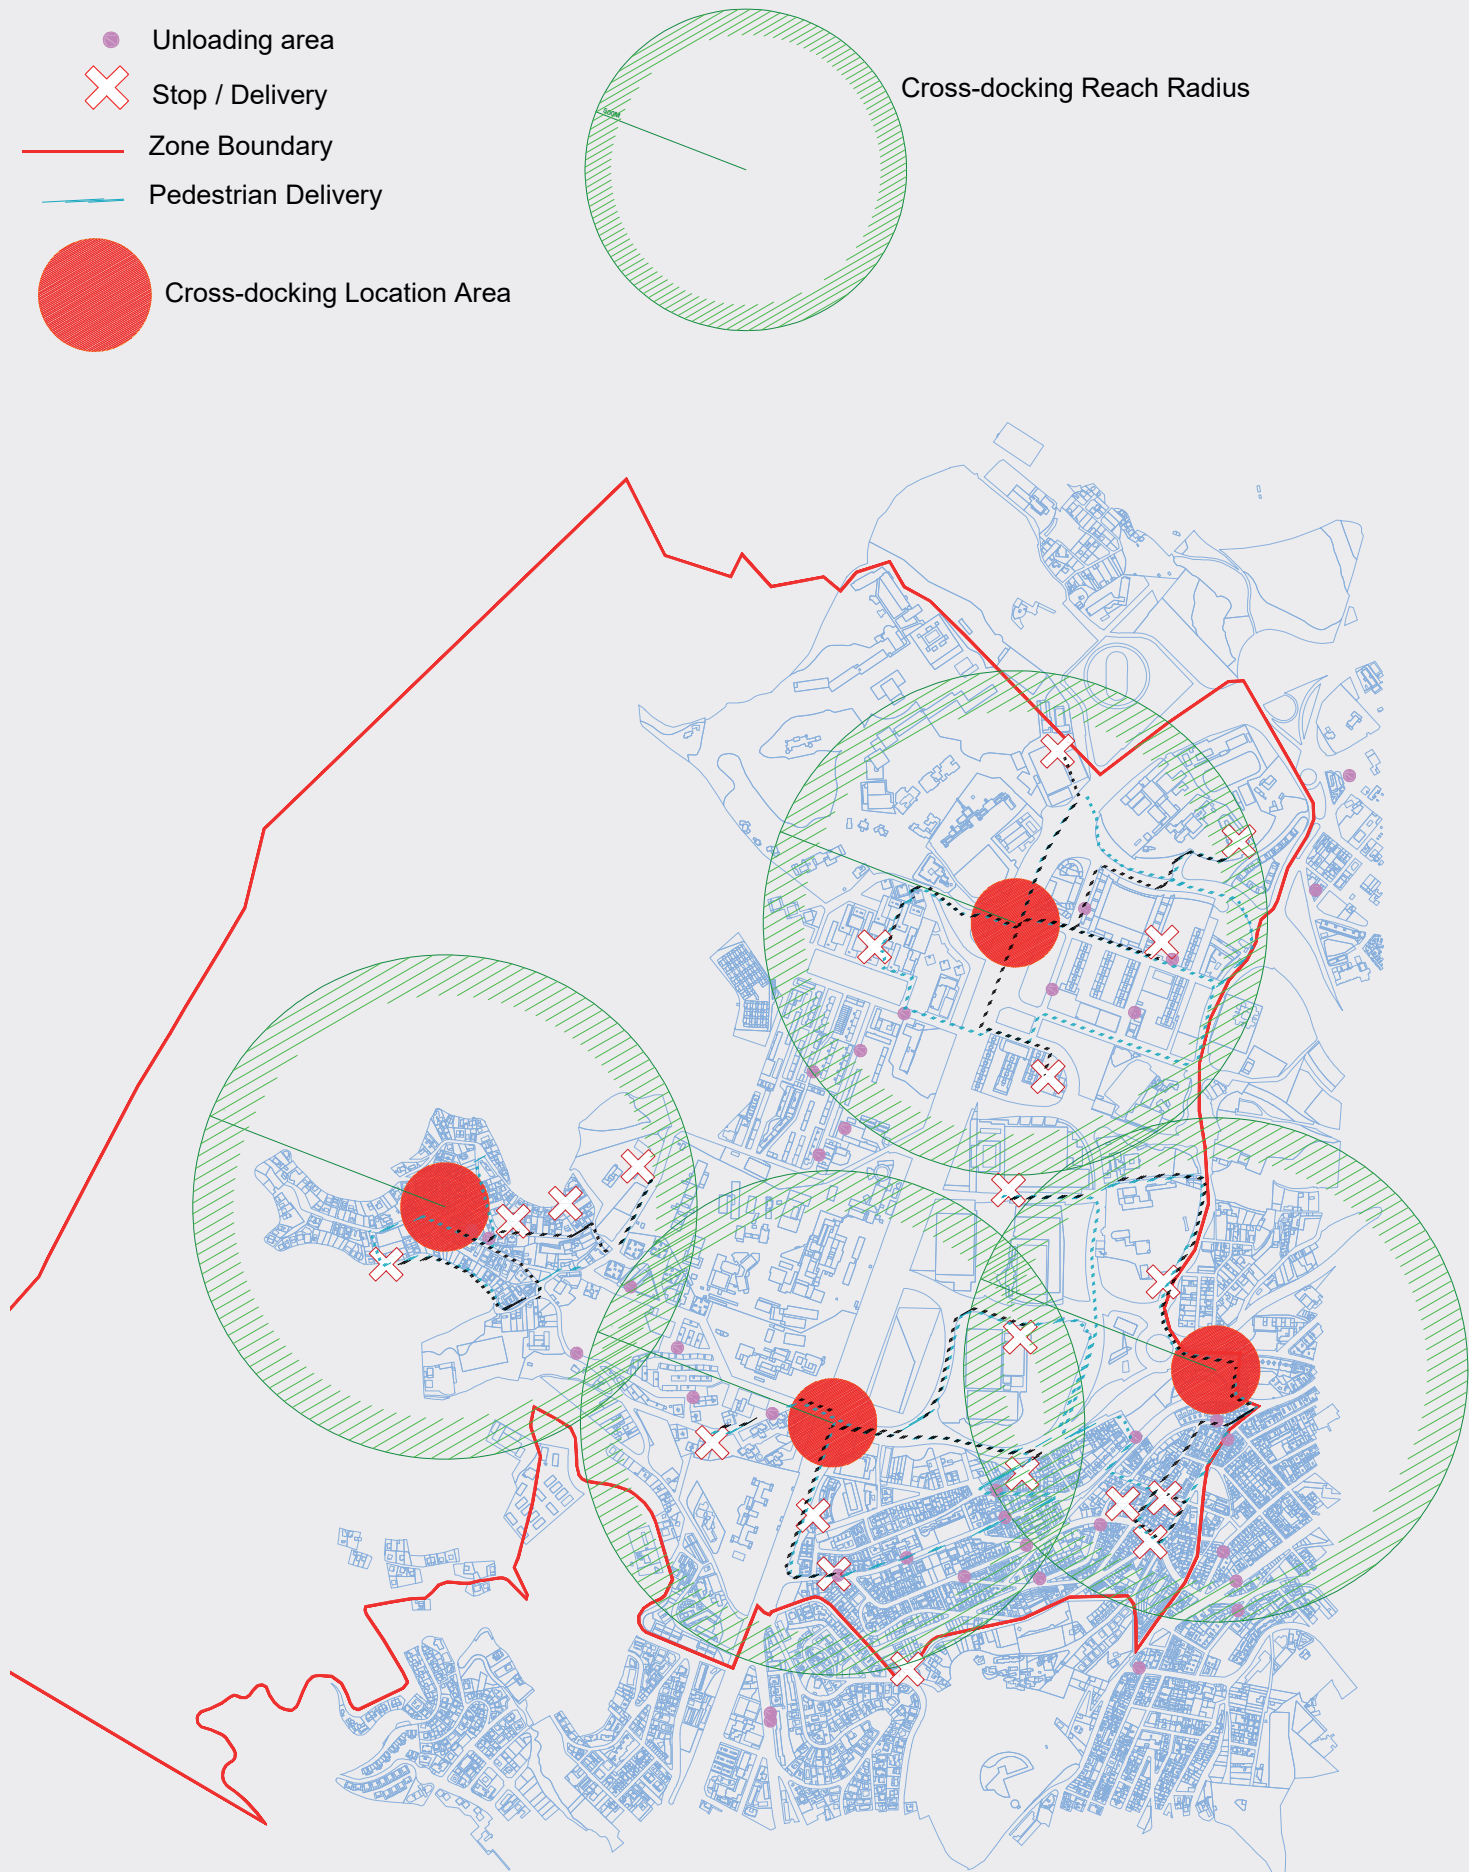 Unloading area
Stop / Delivery
Cross-docking Reach Radius
Zone Boundary
Pedestrian Delivery
Cross-docking Location Area